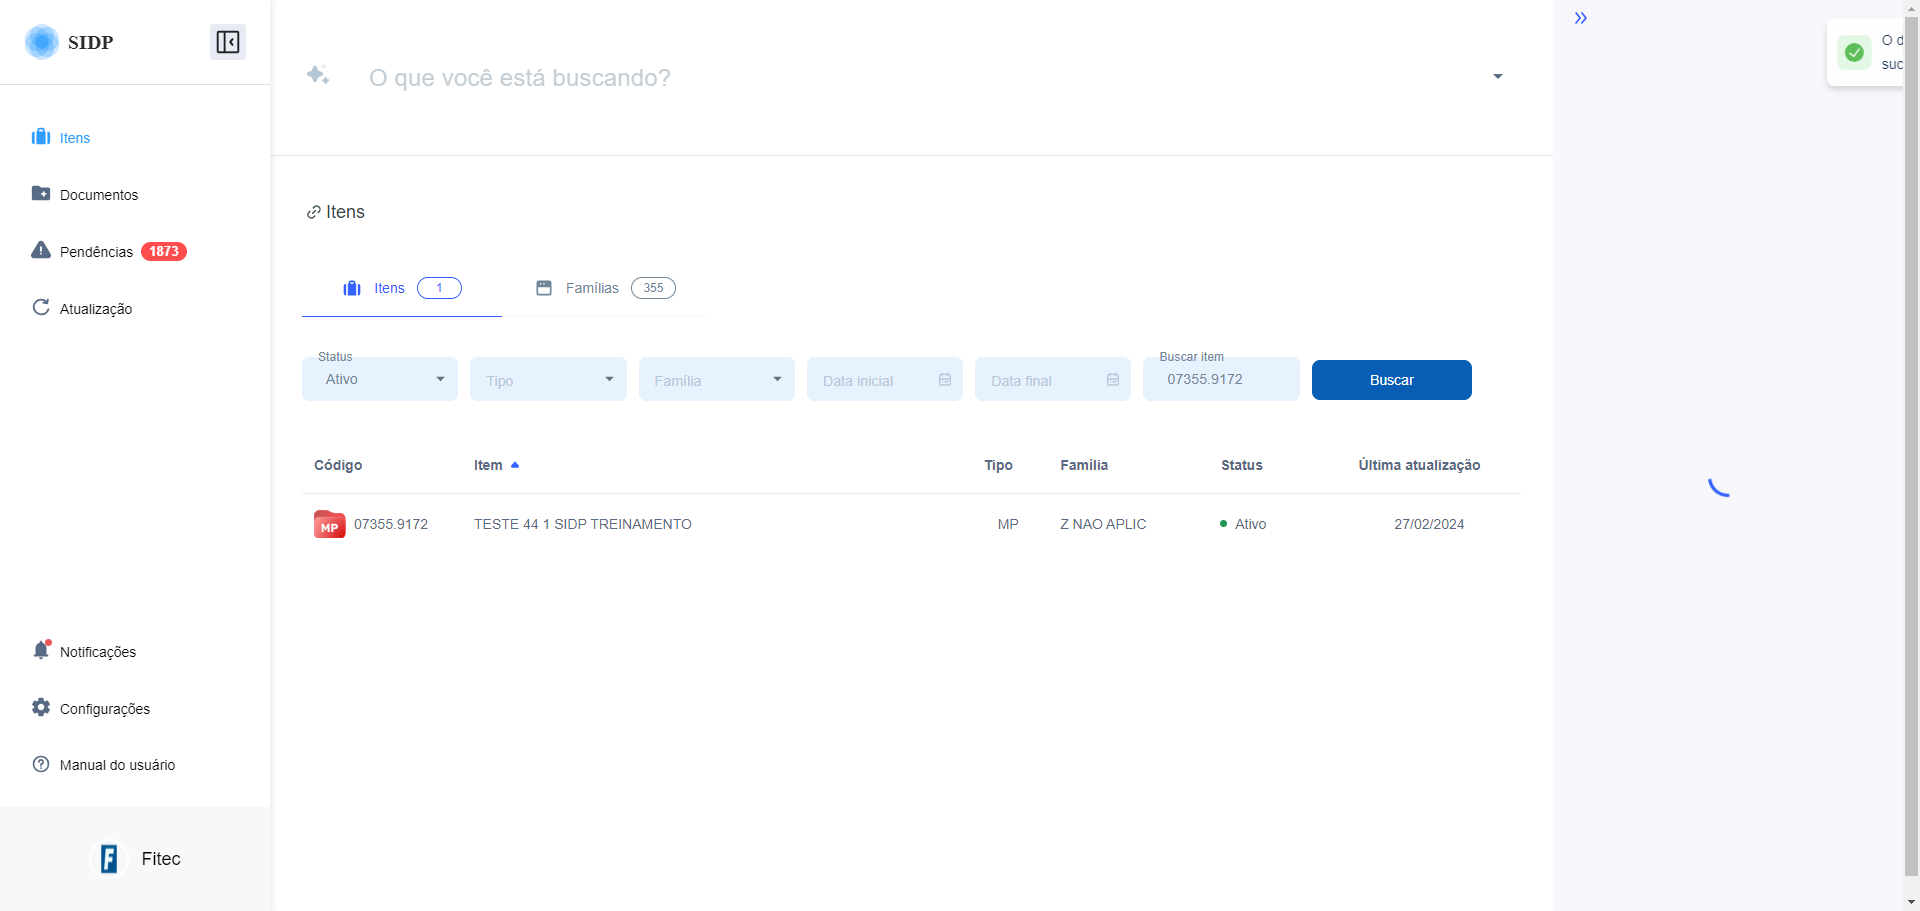 SIDP
Itens
Documentos
Pendências 1873
Atualização
Notificações
Configurações
Manual do usuário
Fitec
O que você está buscando?
Itens
Itens 1
Famílias 355
Status
Ativo
Tipo
Família
Data inicial
Data final
Buscar item
07355.9172
Buscar
Código Item Tipo Família Status Última atualização
MP 07355.9172 TESTE 44 1 SIDP TREINAMENTO MP Z NAO APLIC Ativo 27/02/2024
O d
suc